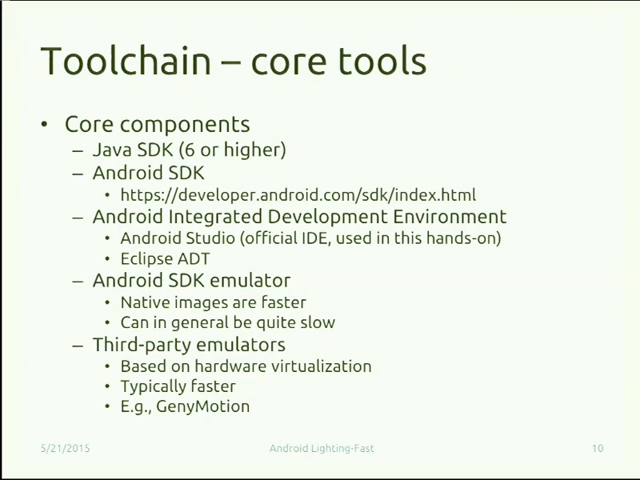 Toolchain – core tools
• Core components
– Java SDK (6 or higher)
– Android SDK
• https://developer.android.com/sdk/index.html
– Android Integrated Development Environment
• Android Studio (official IDE, used in this hands-on)
• Eclipse ADT
– Android SDK emulator
• Native images are faster
• Can in general be quite slow
– Third-party emulators
• Based on hardware virtualization
• Typically faster
• E.g., GenyMotion
5/21/2015 Android Lighting-Fast 10